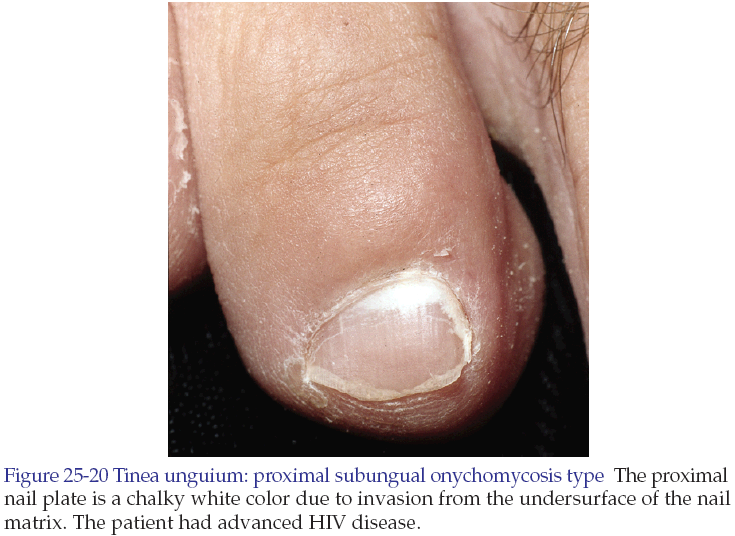 Figure 25-20 Tinea unguium: proximal subungual onychomycosis type The proximal
nail plate is a chalky white color due to invasion from the undersurface of the nail
matrix. The patient had advanced HIV disease.